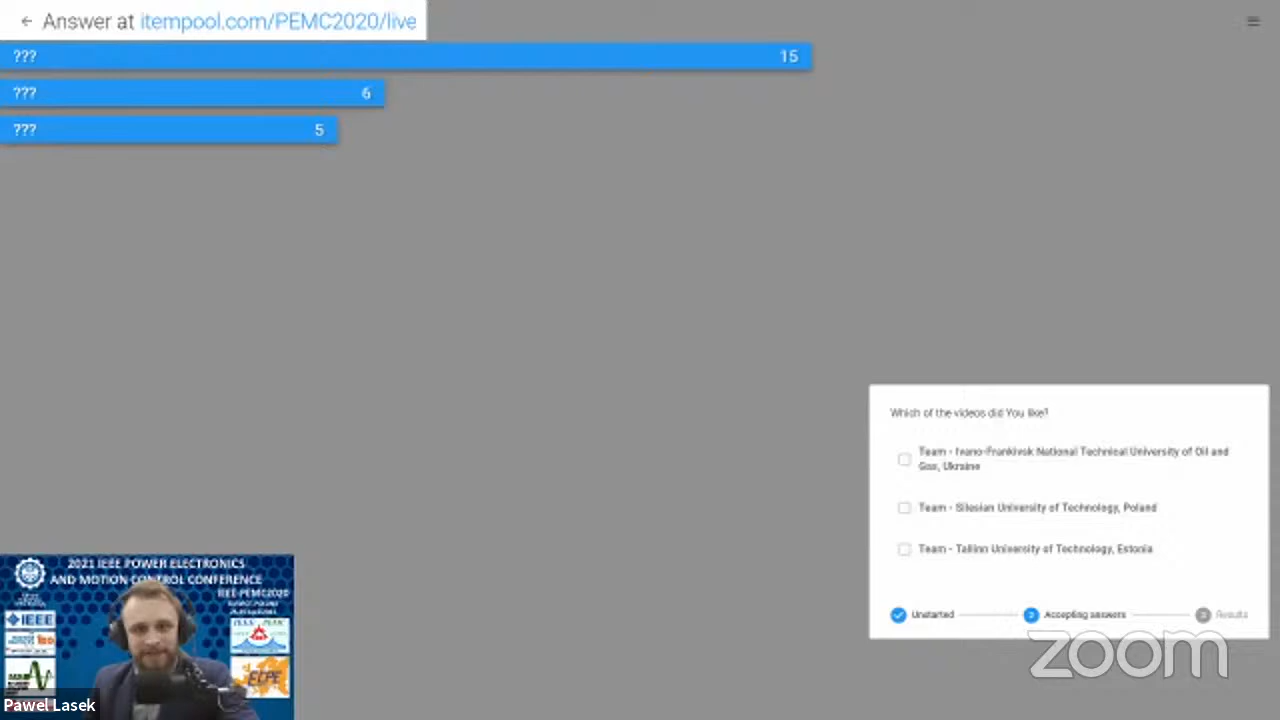 ← Answer at itempool.com/PEMC2020/live
??? 15
??? 6
??? 5
Which of the videos did You like?
Team - Ivano-Frankivsk National Technical University of Oil and
Gas, Ukraine
Team - Silesian University of Technology, Poland
Team - Tallinn University of Technology, Estonia
Unstarted
2 Accepting answers
3 Results
zoom
2021 IEEE POWER ELECTRONICS
AND MOTION CONTROL CONFERENCE
IEEE-PEMC2020
IEEE
ECPE
Pawel Lasek